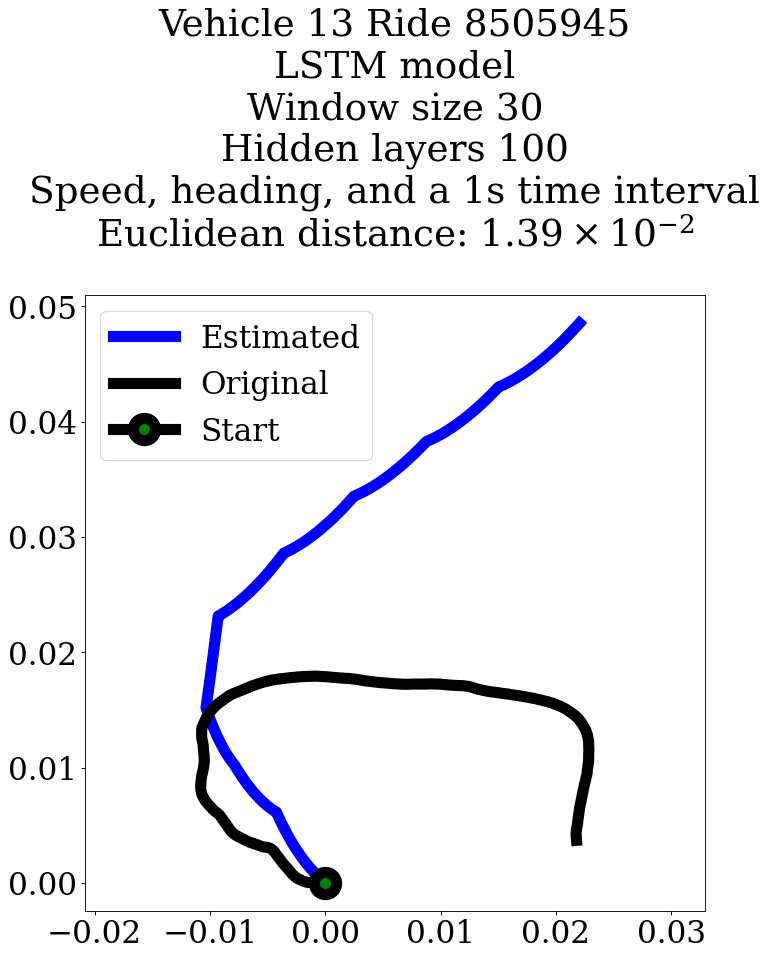 Vehicle 13 Ride 8505945
LSTM model
Window size 30
Hidden layers 100
Speed, heading, and a 1s time interval
Euclidean distance: 1.39 × 10⁻²
0.05
Estimated
Original
0.04
Start
0.03
0.02
0.01
0.00
−0.02 −0.01 0.00 0.01 0.02 0.03